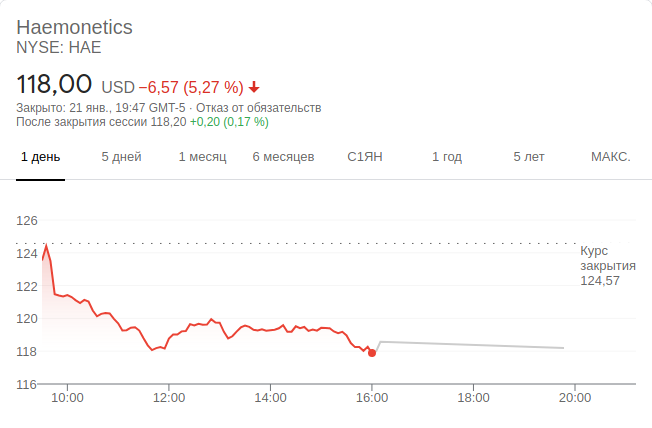 Haemonetics
NYSE: HAE
118,00 USD −6,57 (5,27 %)
Закрыто: 21 янв., 19:47 GMT-5 · Отказ от обязательств
После закрытия сессии 118,20 +0,20 (0,17 %)
1 день 5 дней 1 месяц 6 месяцев С1ЯН 1 год 5 лет МАКС.
126
124
122
120
118
116
Курс
закрытия
124,57
10:00 12:00 14:00 16:00 18:00 20:00